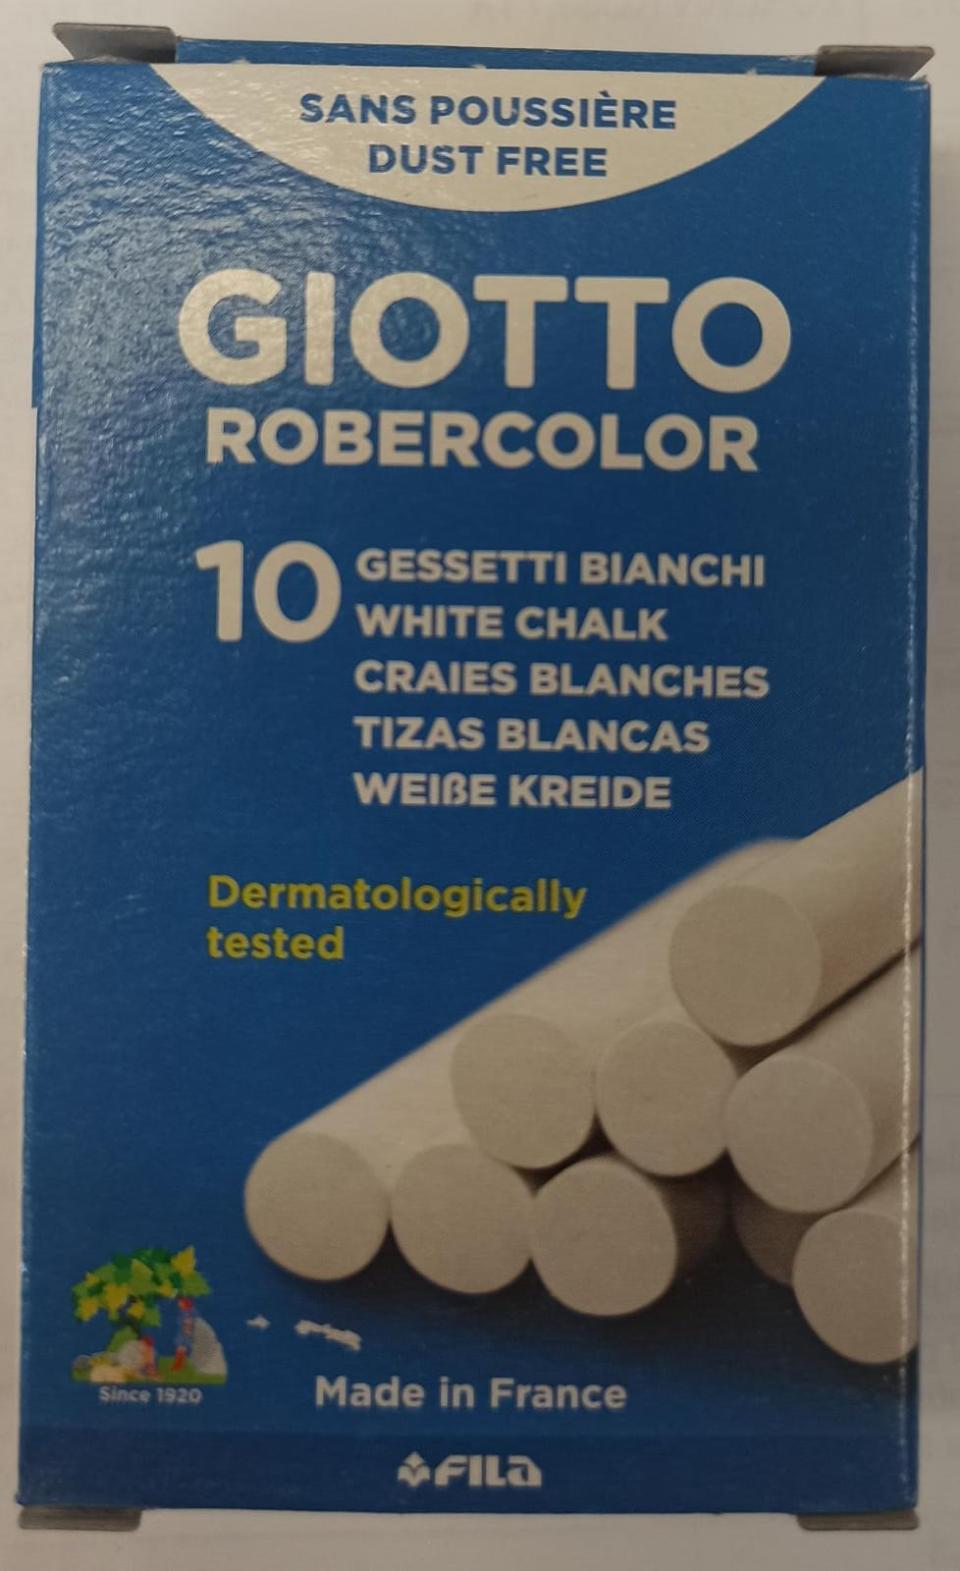 SANS POUSSIÈRE
DUST FREE
GIOTTO
ROBERCOLOR
10 GESSETTI BIANCHI
WHITE CHALK
CRAIES BLANCHES
TIZAS BLANCAS
WEIßE KREIDE
Dermatologically
tested
Since 1920
Made in France
FILA